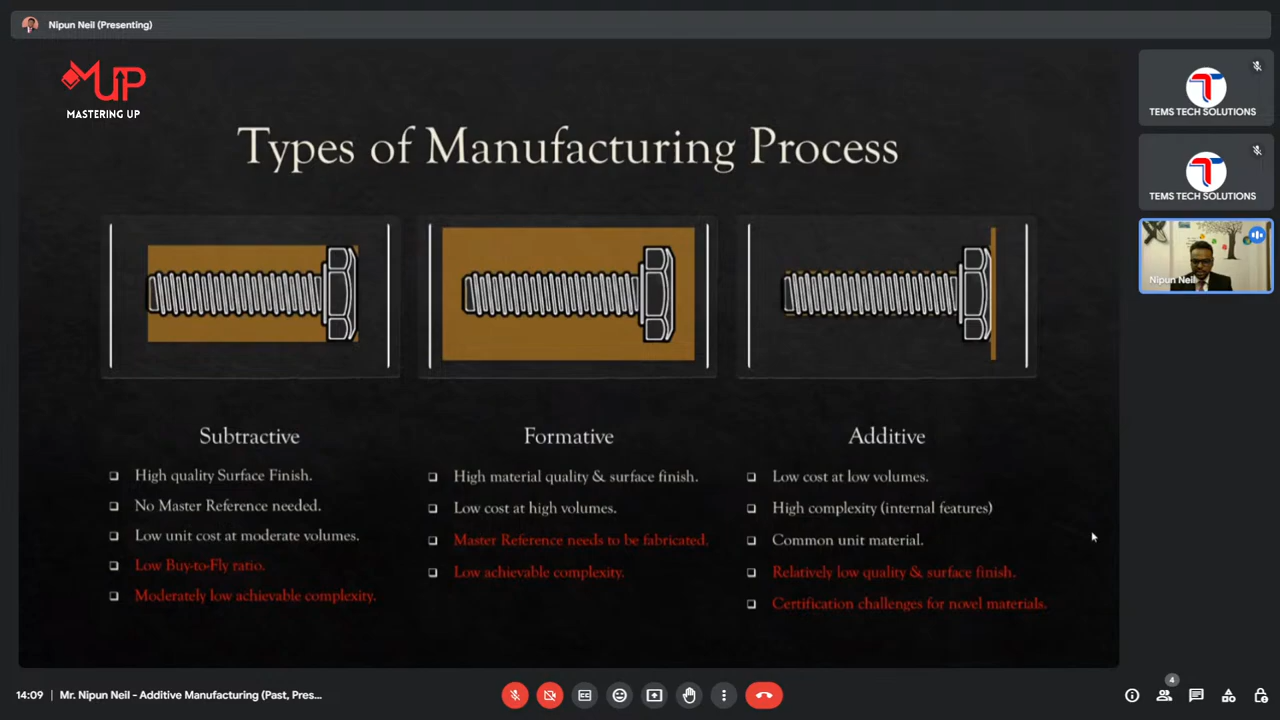 Nipun Neil (Presenting)
MUP
MASTERING UP
Types of Manufacturing Process
Subtractive
High quality Surface Finish.
No Master Reference needed.
Low unit cost at moderate volumes.
Low Buy-to-Fly ratio.
Moderately low achievable complexity.
Formative
High material quality & surface finish.
Low cost at high volumes.
Master Reference needs to be fabricated.
Low achievable complexity.
Additive
Low cost at low volumes.
High complexity (internal features)
Common unit material.
Relatively low quality & surface finish.
Certification challenges for novel materials.
TEMS TECH SOLUTIONS
TEMS TECH SOLUTIONS
Nipun Neil
14:09 | Mr. Nipun Neil - Additive Manufacturing (Past, Pres...
4